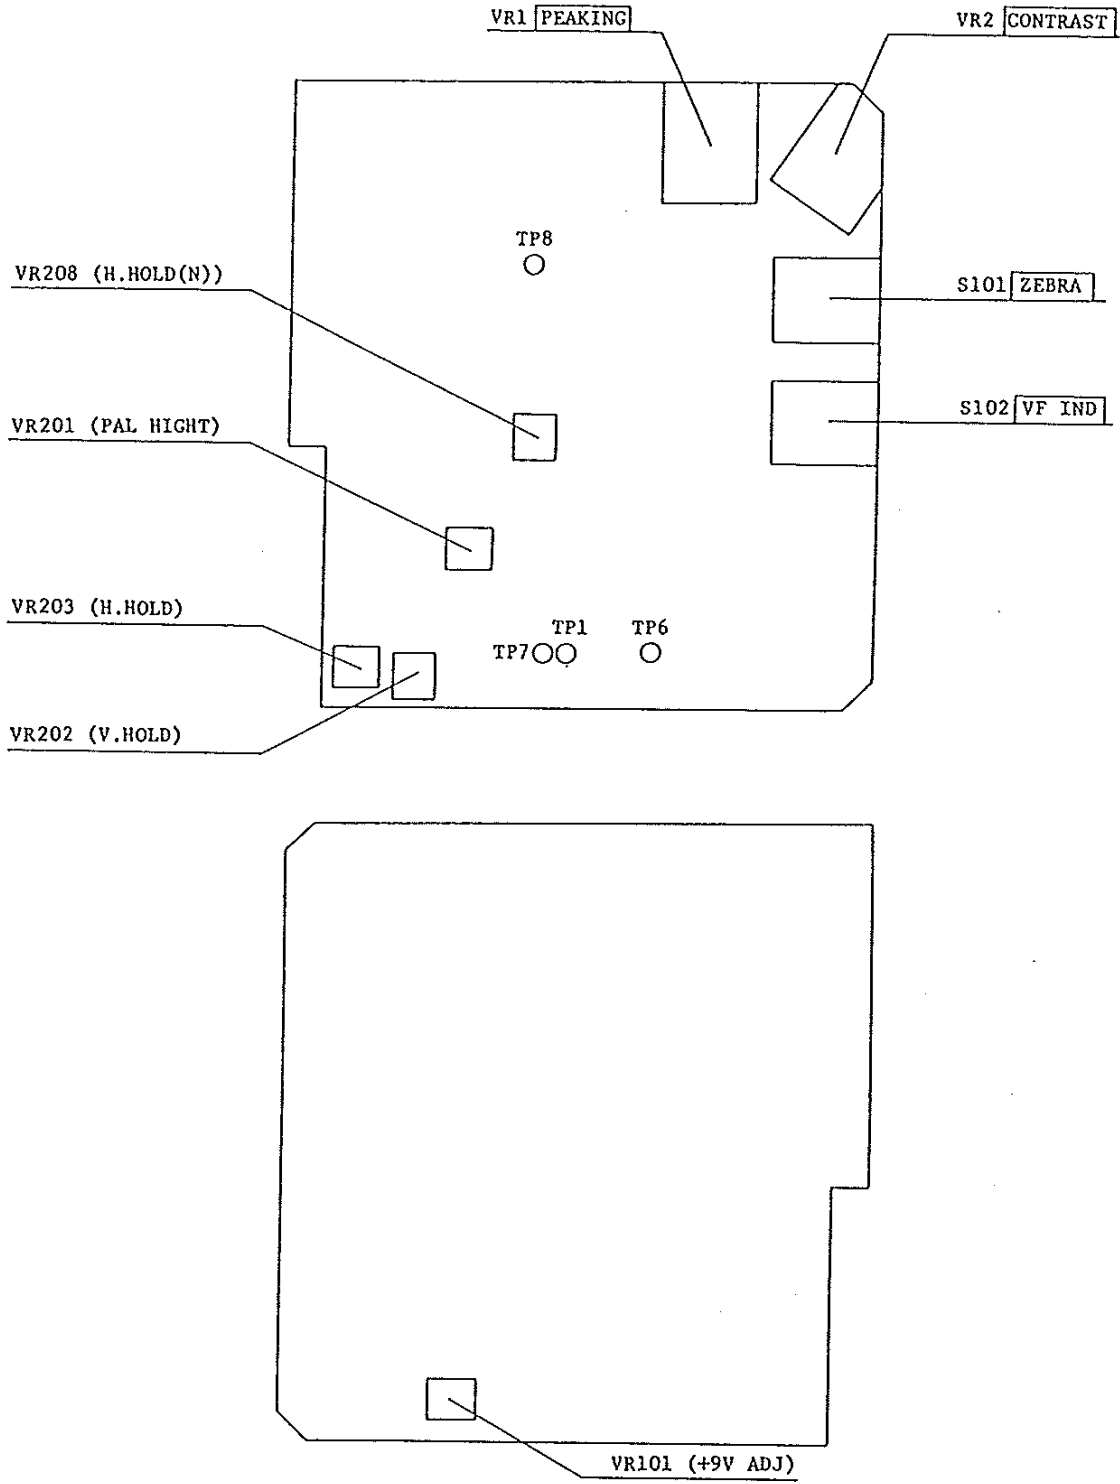 VR1 PEAKING
VR2 CONTRAST
TP8
VR208 (H.HOLD(N))
S101 ZEBRA
VR201 (PAL HIGHT)
S102 VF IND
VR203 (H.HOLD)
TP1
TP6
TP7
VR202 (V.HOLD)
VR101 (+9V ADJ)